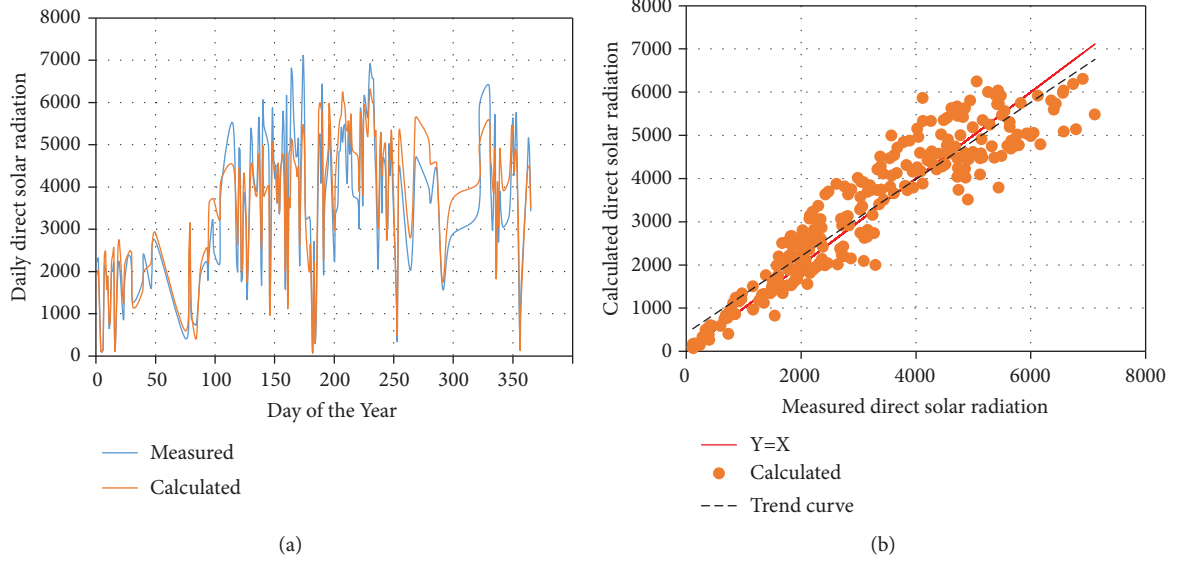 8000
7000
6000
5000
4000
3000
2000
1000
0
Daily direct solar radiation
0 50 100 150 200 250 300 350
Day of the Year
Measured
Calculated
(a)
8000
7000
6000
5000
4000
3000
2000
1000
0
Calculated direct solar radiation
0 2000 4000 6000 8000
Measured direct solar radiation
Y=X
Calculated
Trend curve
(b)